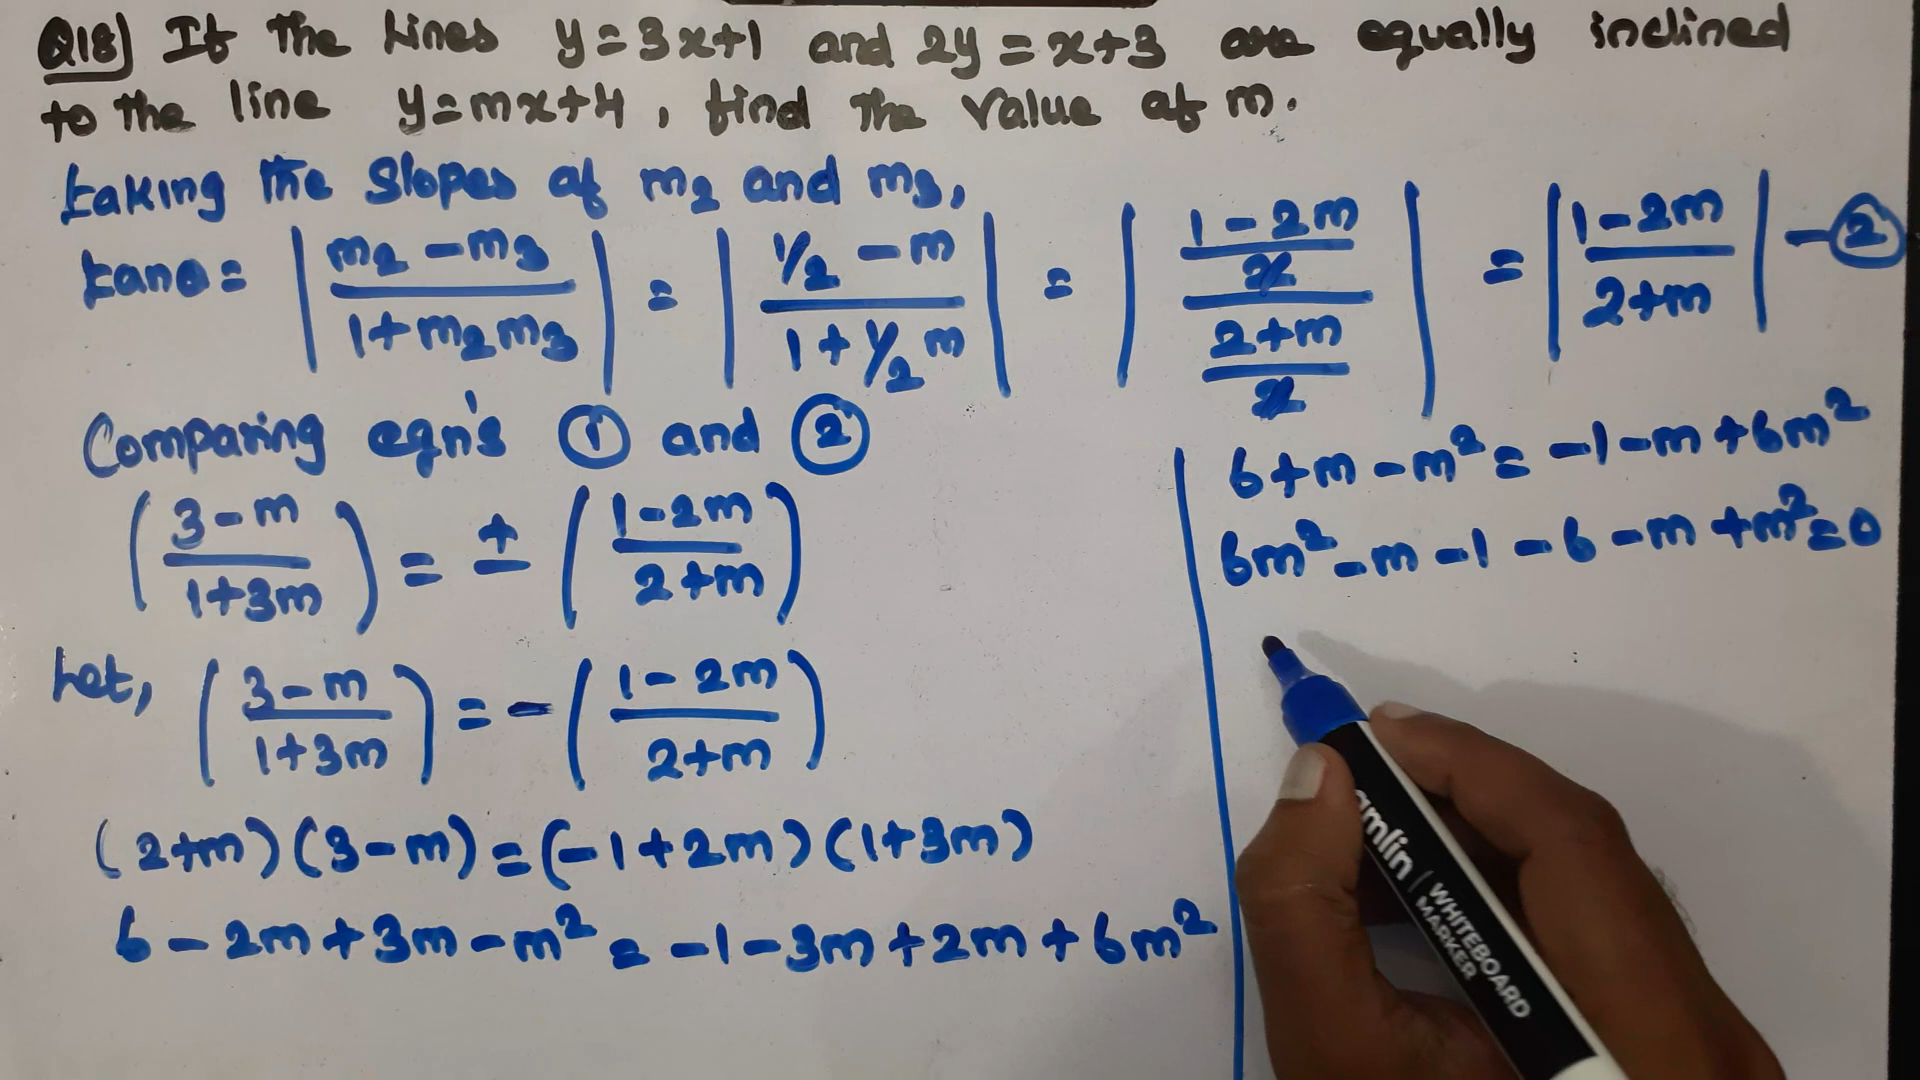 Q18) If the lines y=3x+1 and 2y=x+3 are equally inclined
to the line y=mx+4, find the value of m.
taking the slopes of m₂ and m₃,
tanθ = | (m₂-m₃)/(1+m₂m₃) | = | (1/2-m)/(1+1/2 m) | = | ((1-2m)/2)/((2+m)/2) | = | (1-2m)/(2+m) | - ②
Comparing eqn's ① and ②
((3-m)/(1+3m)) = ± ((1-2m)/(2+m))
Let, ((3-m)/(1+3m)) = -((1-2m)/(2+m))
(2+m)(3-m)=(-1+2m)(1+3m)
6-2m+3m-m²=-1-3m+2m+6m²
6+m-m²=-1-m+6m²
6m²-m-1-6-m+m²=0
amlin
WHITEBOARD
MARKER